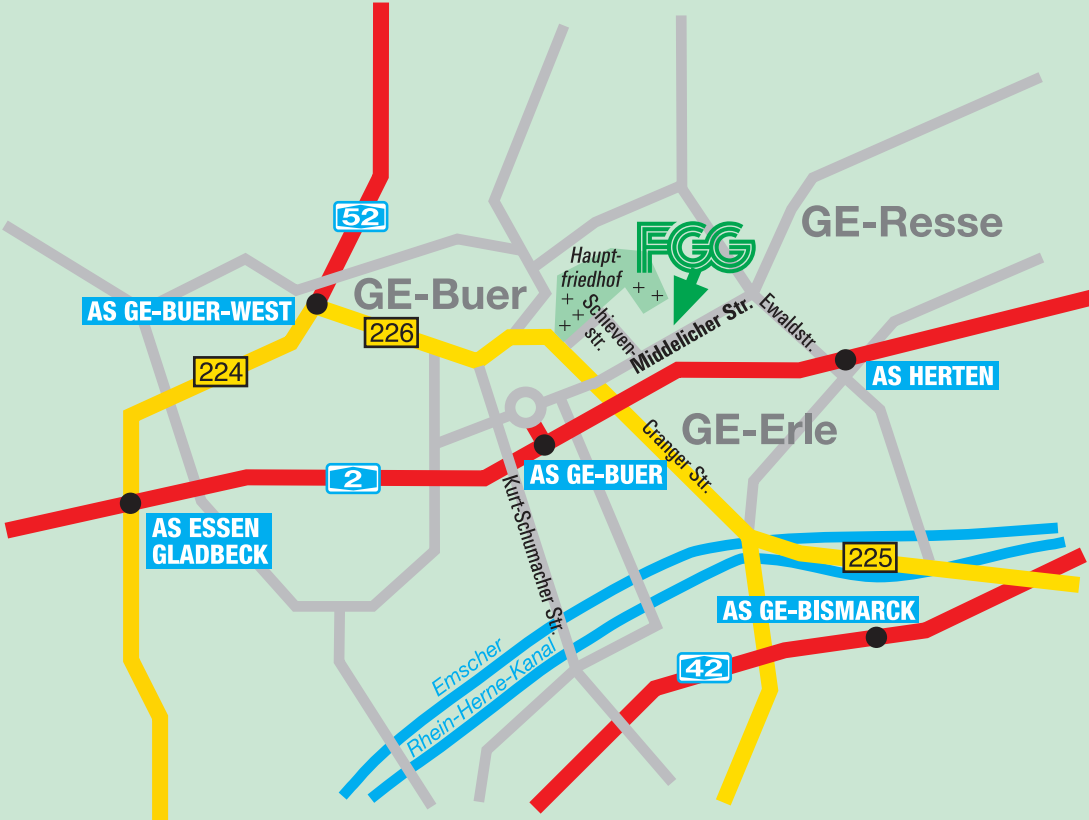 52
GE-Resse
FGG
Haupt-
friedhof
GE-Buer
AS GE-BUER-WEST
226
Schieven-
str.
Middelicher Str.
Ewaldstr.
224
AS HERTEN
GE-Erle
Cranger Str.
AS GE-BUER
2
Kurt-Schumacher Str.
AS ESSEN
GLADBECK
225
AS GE-BISMARCK
42
Emscher
Rhein-Herne-Kanal